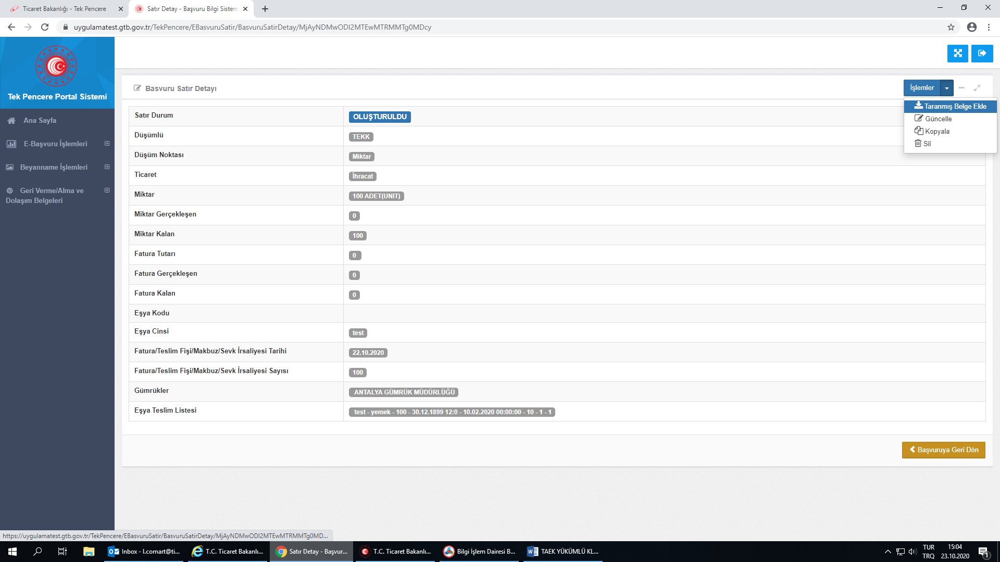 Ticaret Bakanlığı - Tek Pencere
Satır Detay - Başvuru Bilgi Sistem
uygulamatest.gtb.gov.tr/TekPencere/EBasvuruSatir/BasvuruSatirDetay/MjAyNDMwODI2MTEwMTRMMTg0MDcy
Tek Pencere Portal Sistemi
Ana Sayfa
E-Başvuru İşlemleri
Beyanname İşlemleri
Geri Verme/Alma ve
Dolaşım Belgeleri
Basvuru Satır Detayı
İşlemler
Taranmış Belge Ekle
Güncelle
Kopyala
Sil
Satır Durum OLUŞTURULDU
Düşümlü TEKK
Düşüm Noktası Miktar
Ticaret İhracat
Miktar 100 ADET(UNIT)
Miktar Gerçekleşen 0
Miktar Kalan 100
Fatura Tutarı 0
Fatura Gerçekleşen 0
Fatura Kalan 0
Eşya Kodu
Eşya Cinsi test
Fatura/Teslim Fişi/Makbuz/Sevk İrsaliyesi Tarihi 22.10.2020
Fatura/Teslim Fişi/Makbuz/Sevk İrsaliyesi Sayısı 100
Gümrükler ANTALYA GÜMRÜK MÜDÜRLÜĞÜ
Eşya Teslim Listesi test - yemek - 100 - 30.12.1899 12:0 - 10.02.2020 00:00:00 - 10 - 1 - 1
Başvuruya Geri Dön
https://uygulamatest.gtb.gov.tr/TekPencere/EBasvuruSatir/BasvuruSatirDetay/MjAyNDMwODI2MTEwMTRMMTg0MD...
Inbox - l.comart@ti...
T.C. Ticaret Bakanlı...
Satır Detay - Başvur...
T.C. Ticaret Bakanlı...
Bilgi İşlem Dairesi B...
TAEK YÜKÜMLÜ KL...
TUR
TRQ
15:04
23.10.2020
1